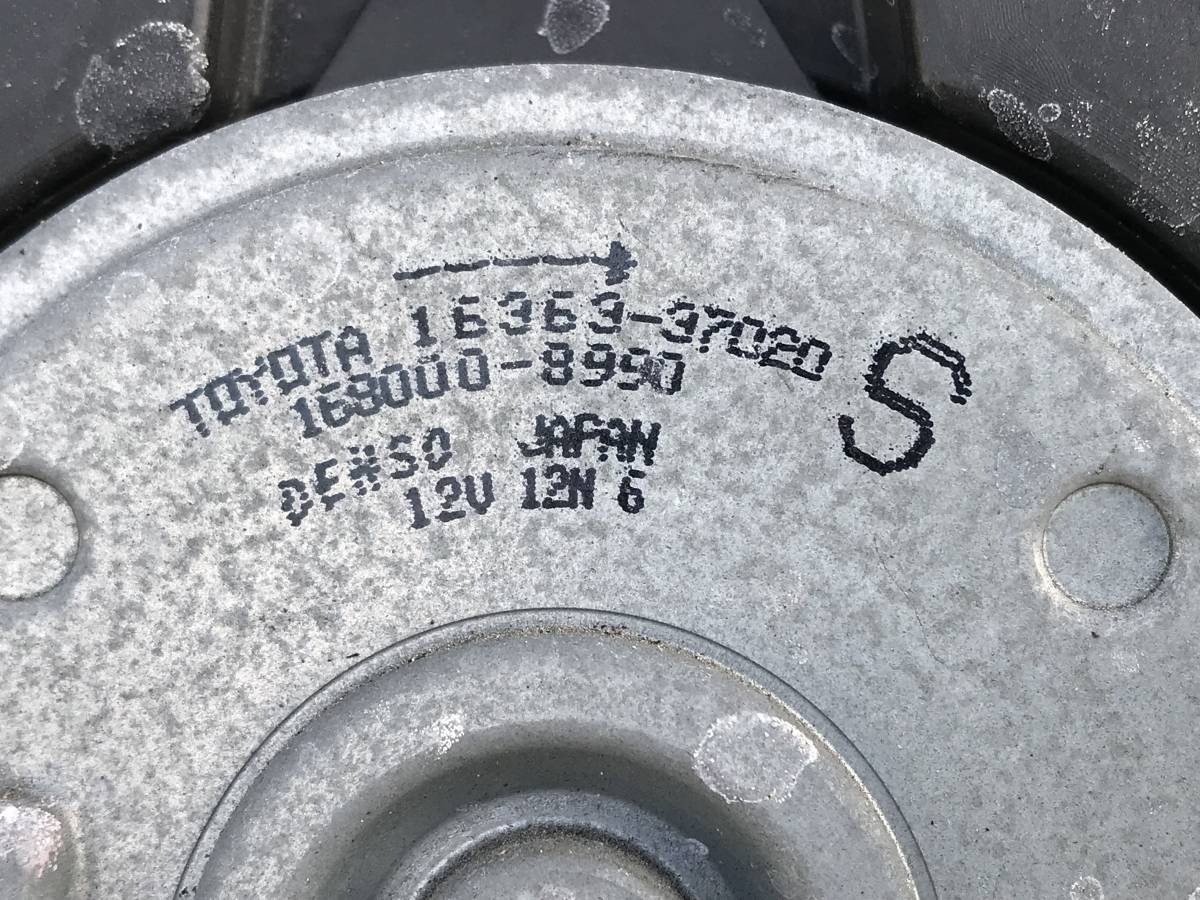 TOYOTA 16363-37020
168000-8990
S
DENSO JAPAN
12V 12N 6